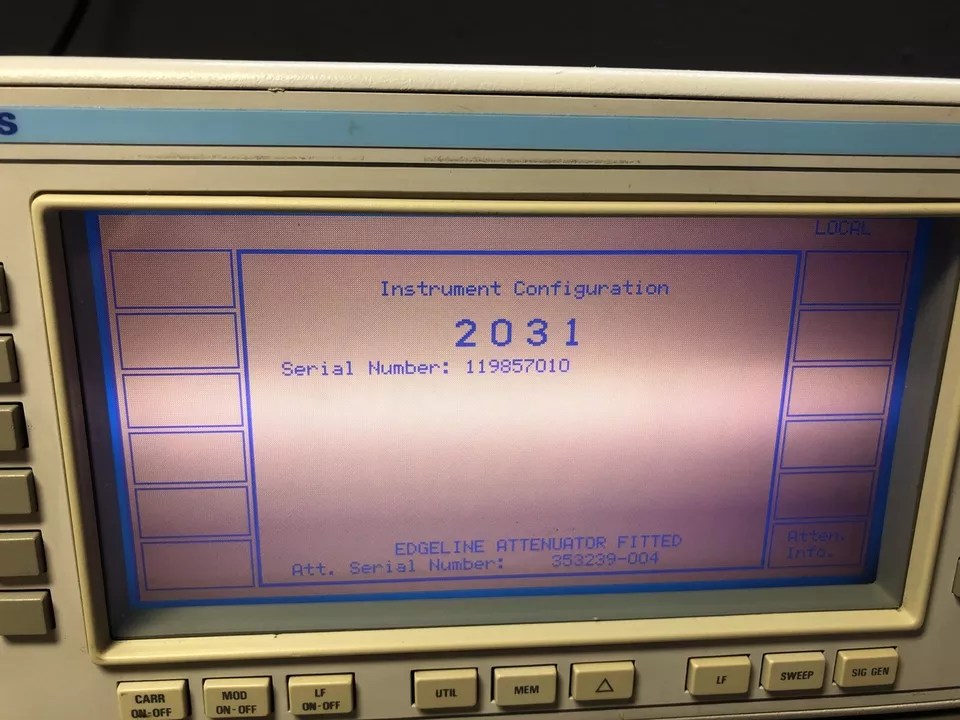 S
LOCAL
Instrument Configuration
2031
Serial Number: 119857010
EDGELINE ATTENUATOR FITTED
Att. Serial Number: 353239-004
Atten.
Info.
CARR
ON-OFF
MOD
ON-OFF
LF
ON-OFF
UTIL
MEM
△
LF
SWEEP
SIG GEN